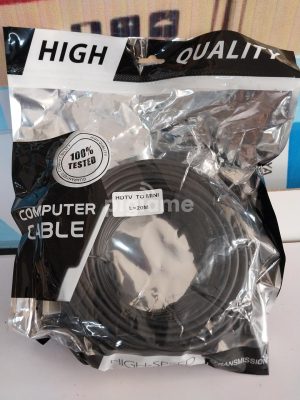 HIGH QUALITY
100%
TESTED
HDTV TO MINI
L=20M
COMPUTER
CABLE
HIGH-SPEED TRANSMISSION